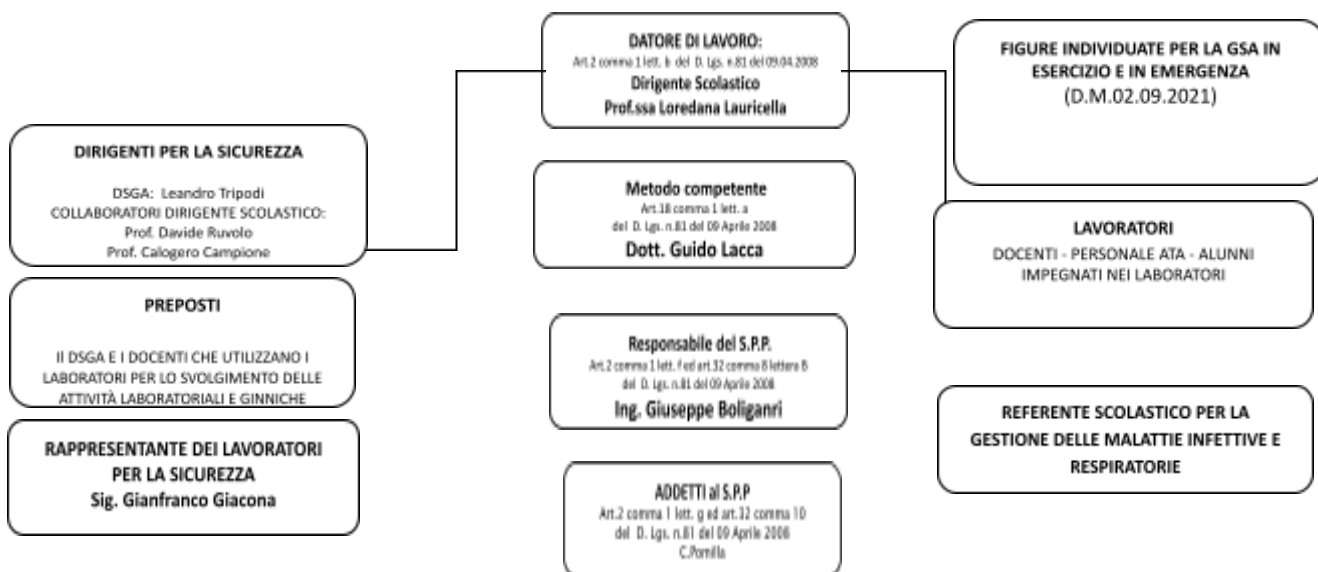 DATORE DI LAVORO:
Art.2 comma 1 lett. b del D. Lgs. n.81 del 09.04.2008
Dirigente Scolastico
Prof.ssa Loredana Lauricella
FIGURE INDIVIDUATE PER LA GSA IN
ESERCIZIO E IN EMERGENZA
(D.M.02.09.2021)
DIRIGENTI PER LA SICUREZZA
DSGA: Leandro Tripodi
COLLABORATORI DIRIGENTE SCOLASTICO:
Prof. Davide Ruvolo
Prof. Calogero Campione
Metodo competente
Art.18 comma 1 lett. a
del D. Lgs. n.81 del 09 Aprile 2008
Dott. Guido Lacca
LAVORATORI
DOCENTI - PERSONALE ATA - ALUNNI
IMPEGNATI NEI LABORATORI
PREPOSTI
Il DSGA E I DOCENTI CHE UTILIZZANO I
LABORATORI PER LO SVOLGIMENTO DELLE
ATTIVITÀ LABORATORIALI E GINNICHE
Responsabile del S.P.P.
Art.2 comma 1 lett. f ed art.32 comma 8 lettera B
del D. Lgs. n.81 del 09 Aprile 2008
Ing. Giuseppe Boliganri
REFERENTE SCOLASTICO PER LA
GESTIONE DELLE MALATTIE INFETTIVE E
RESPIRATORIE
RAPPRESENTANTE DEI LAVORATORI
PER LA SICUREZZA
Sig. Gianfranco Giacona
ADDETTI al S.P.P
Art.2 comma 1 lett. g ed art.32 comma 10
del D. Lgs. n.81 del 09 Aprile 2008
C.Pomilla